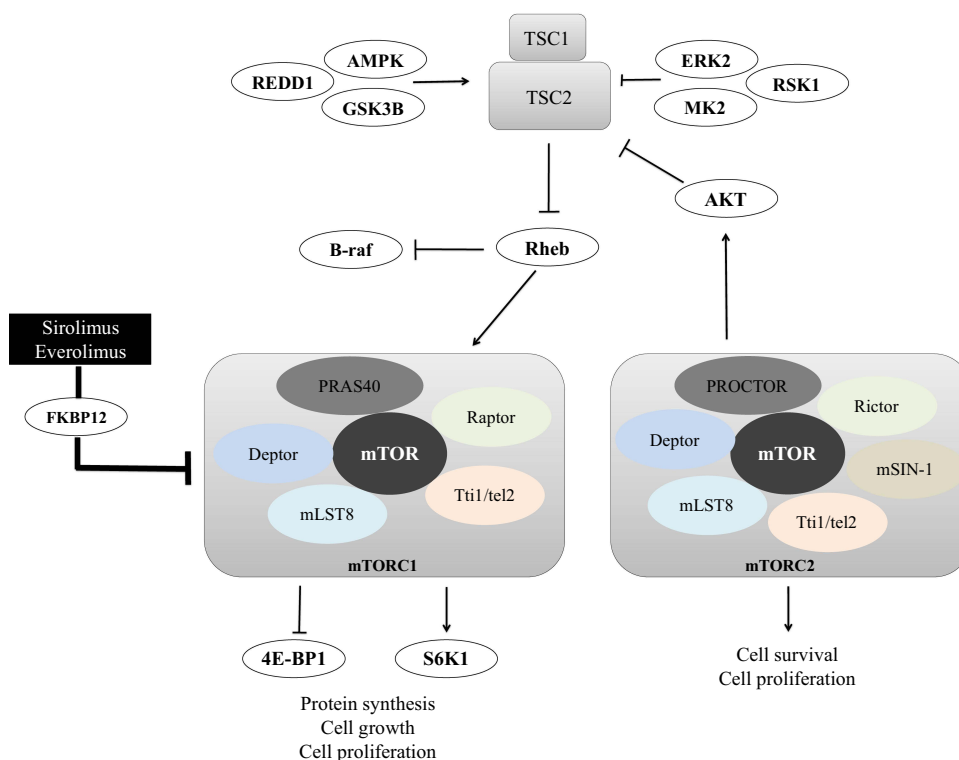 TSC1
TSC2
AMPK
REDD1
GSK3B
ERK2
RSK1
MK2
AKT
B-raf
Rheb
Sirolimus
Everolimus
FKBP12
PRAS40
Raptor
Deptor
mTOR
mLST8
Tti1/tel2
mTORC1
PROCTOR
Rictor
Deptor
mTOR
mSIN-1
mLST8
Tti1/tel2
mTORC2
4E-BP1
S6K1
Protein synthesis
Cell growth
Cell proliferation
Cell survival
Cell proliferation